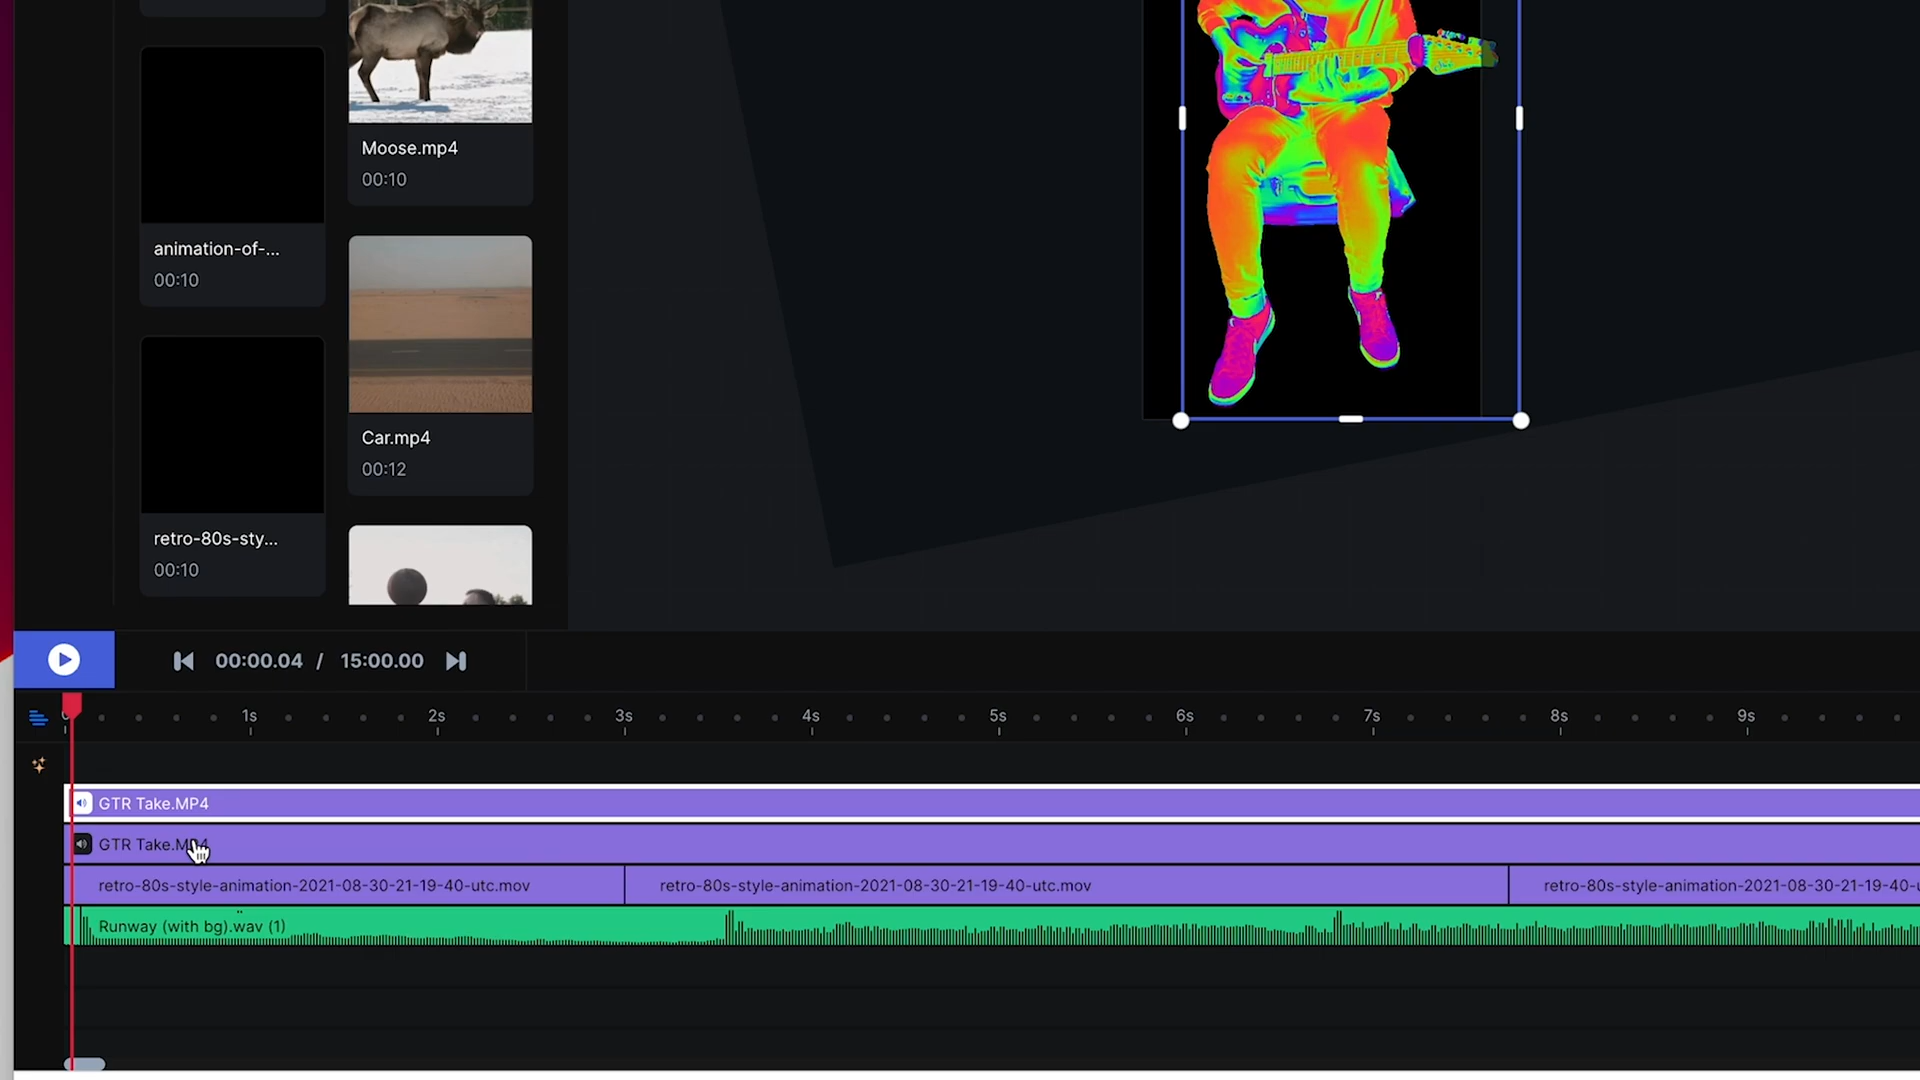 Moose.mp4
00:10
animation-of-...
00:10
Car.mp4
00:12
retro-80s-sty...
00:10
00:00.04 / 15:00.00
1s 2s 3s 4s 5s 6s 7s 8s 9s
GTR Take.MP4
GTR Take.MP4
retro-80s-style-animation-2021-08-30-21-19-40-utc.mov retro-80s-style-animation-2021-08-30-21-19-40-utc.mov retro-80s-style-animation-2021-08-30-21-19-40-u
Runway (with bg).wav (1)